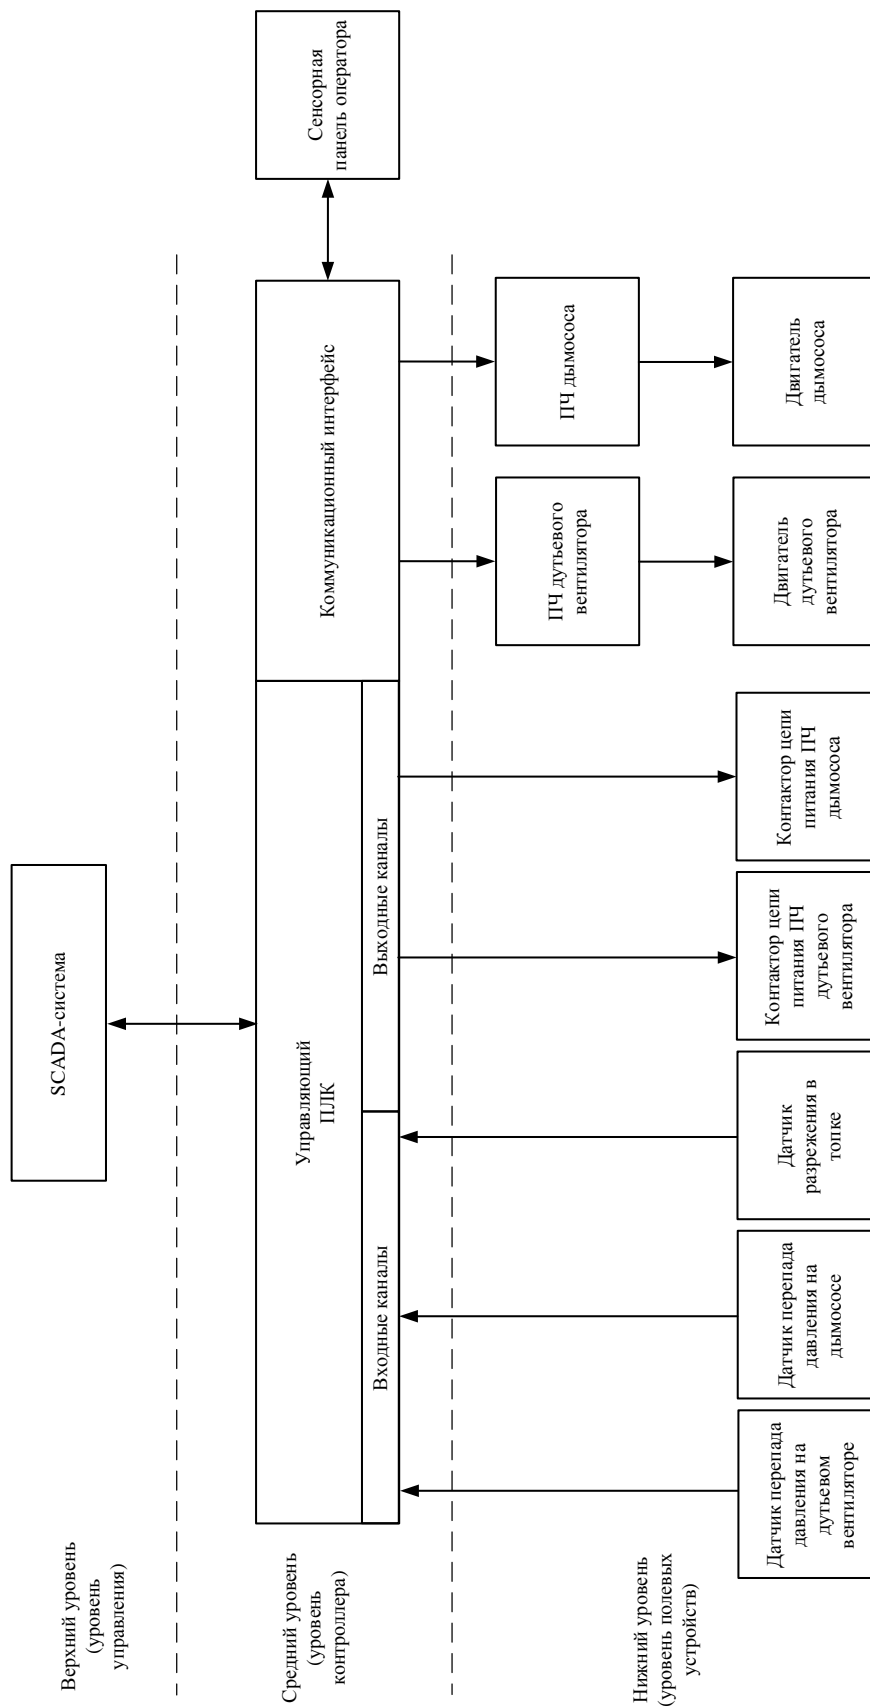 Верхний уровень
(уровень
управления)
SCADA-система
Средний уровень
(уровень
контроллера)
Управляющий
ПЛК
Входные каналы
Выходные каналы
Коммуникационный интерфейс
Сенсорная
панель оператора
Нижний уровень
(уровень полевых
устройств)
Датчик перепада
давления на
дутьевом
вентиляторе
Датчик перепада
давления на
дымососе
Датчик
разрежения в
топке
Контактор цепи
питания ПЧ
дутьевого
вентилятора
Контактор цепи
питания ПЧ
дымососа
ПЧ дутьевого
вентилятора
ПЧ дымососа
Двигатель
дутьевого
вентилятора
Двигатель
дымососа